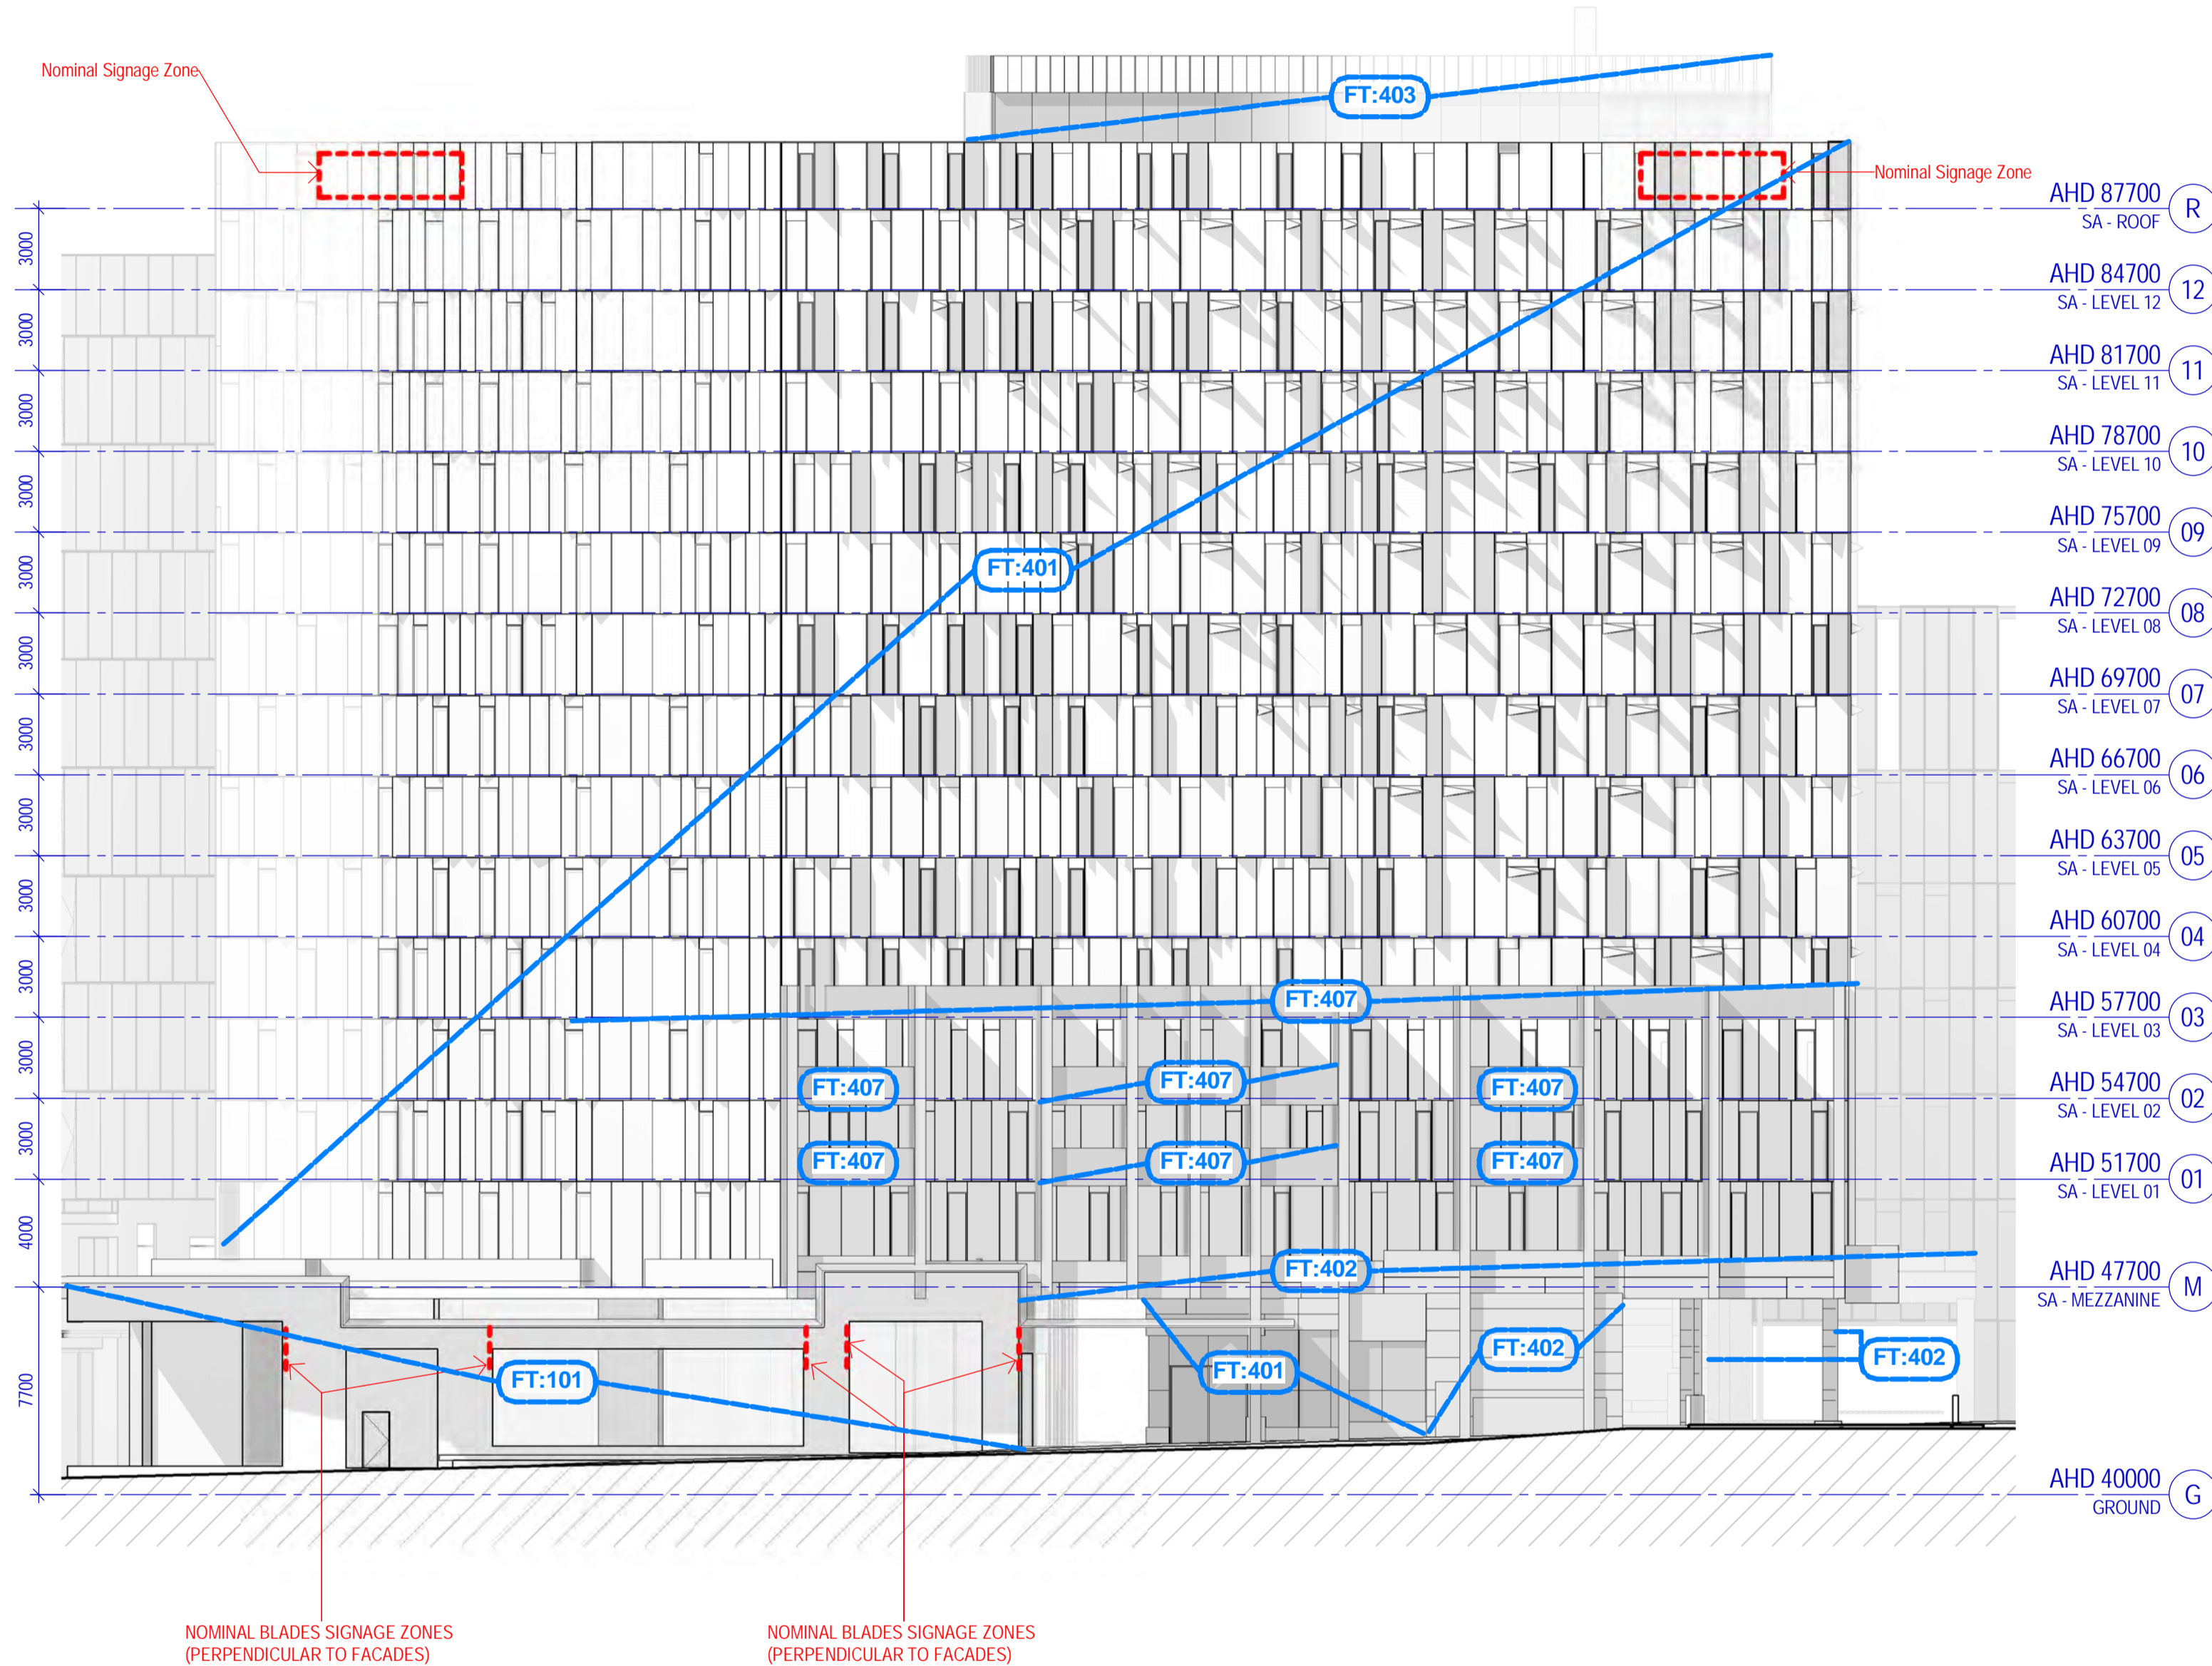 Nominal Signage Zone
FT:403
Nominal Signage Zone
AHD 87700
SA - ROOF
R
3000
AHD 84700
SA - LEVEL 12
12
3000
AHD 81700
SA - LEVEL 11
11
3000
AHD 78700
SA - LEVEL 10
10
3000
AHD 75700
SA - LEVEL 09
09
FT:401
3000
AHD 72700
SA - LEVEL 08
08
3000
AHD 69700
SA - LEVEL 07
07
3000
AHD 66700
SA - LEVEL 06
06
3000
AHD 63700
SA - LEVEL 05
05
3000
AHD 60700
SA - LEVEL 04
04
3000
FT:407
AHD 57700
SA - LEVEL 03
03
3000
FT:407
FT:407
FT:407
AHD 54700
SA - LEVEL 02
02
3000
FT:407
FT:407
FT:407
AHD 51700
SA - LEVEL 01
01
4000
FT:402
AHD 47700
SA - MEZZANINE
M
7700
FT:101
FT:401
FT:402
FT:402
AHD 40000
GROUND
G
NOMINAL BLADES SIGNAGE ZONES
(PERPENDICULAR TO FACADES)
NOMINAL BLADES SIGNAGE ZONES
(PERPENDICULAR TO FACADES)